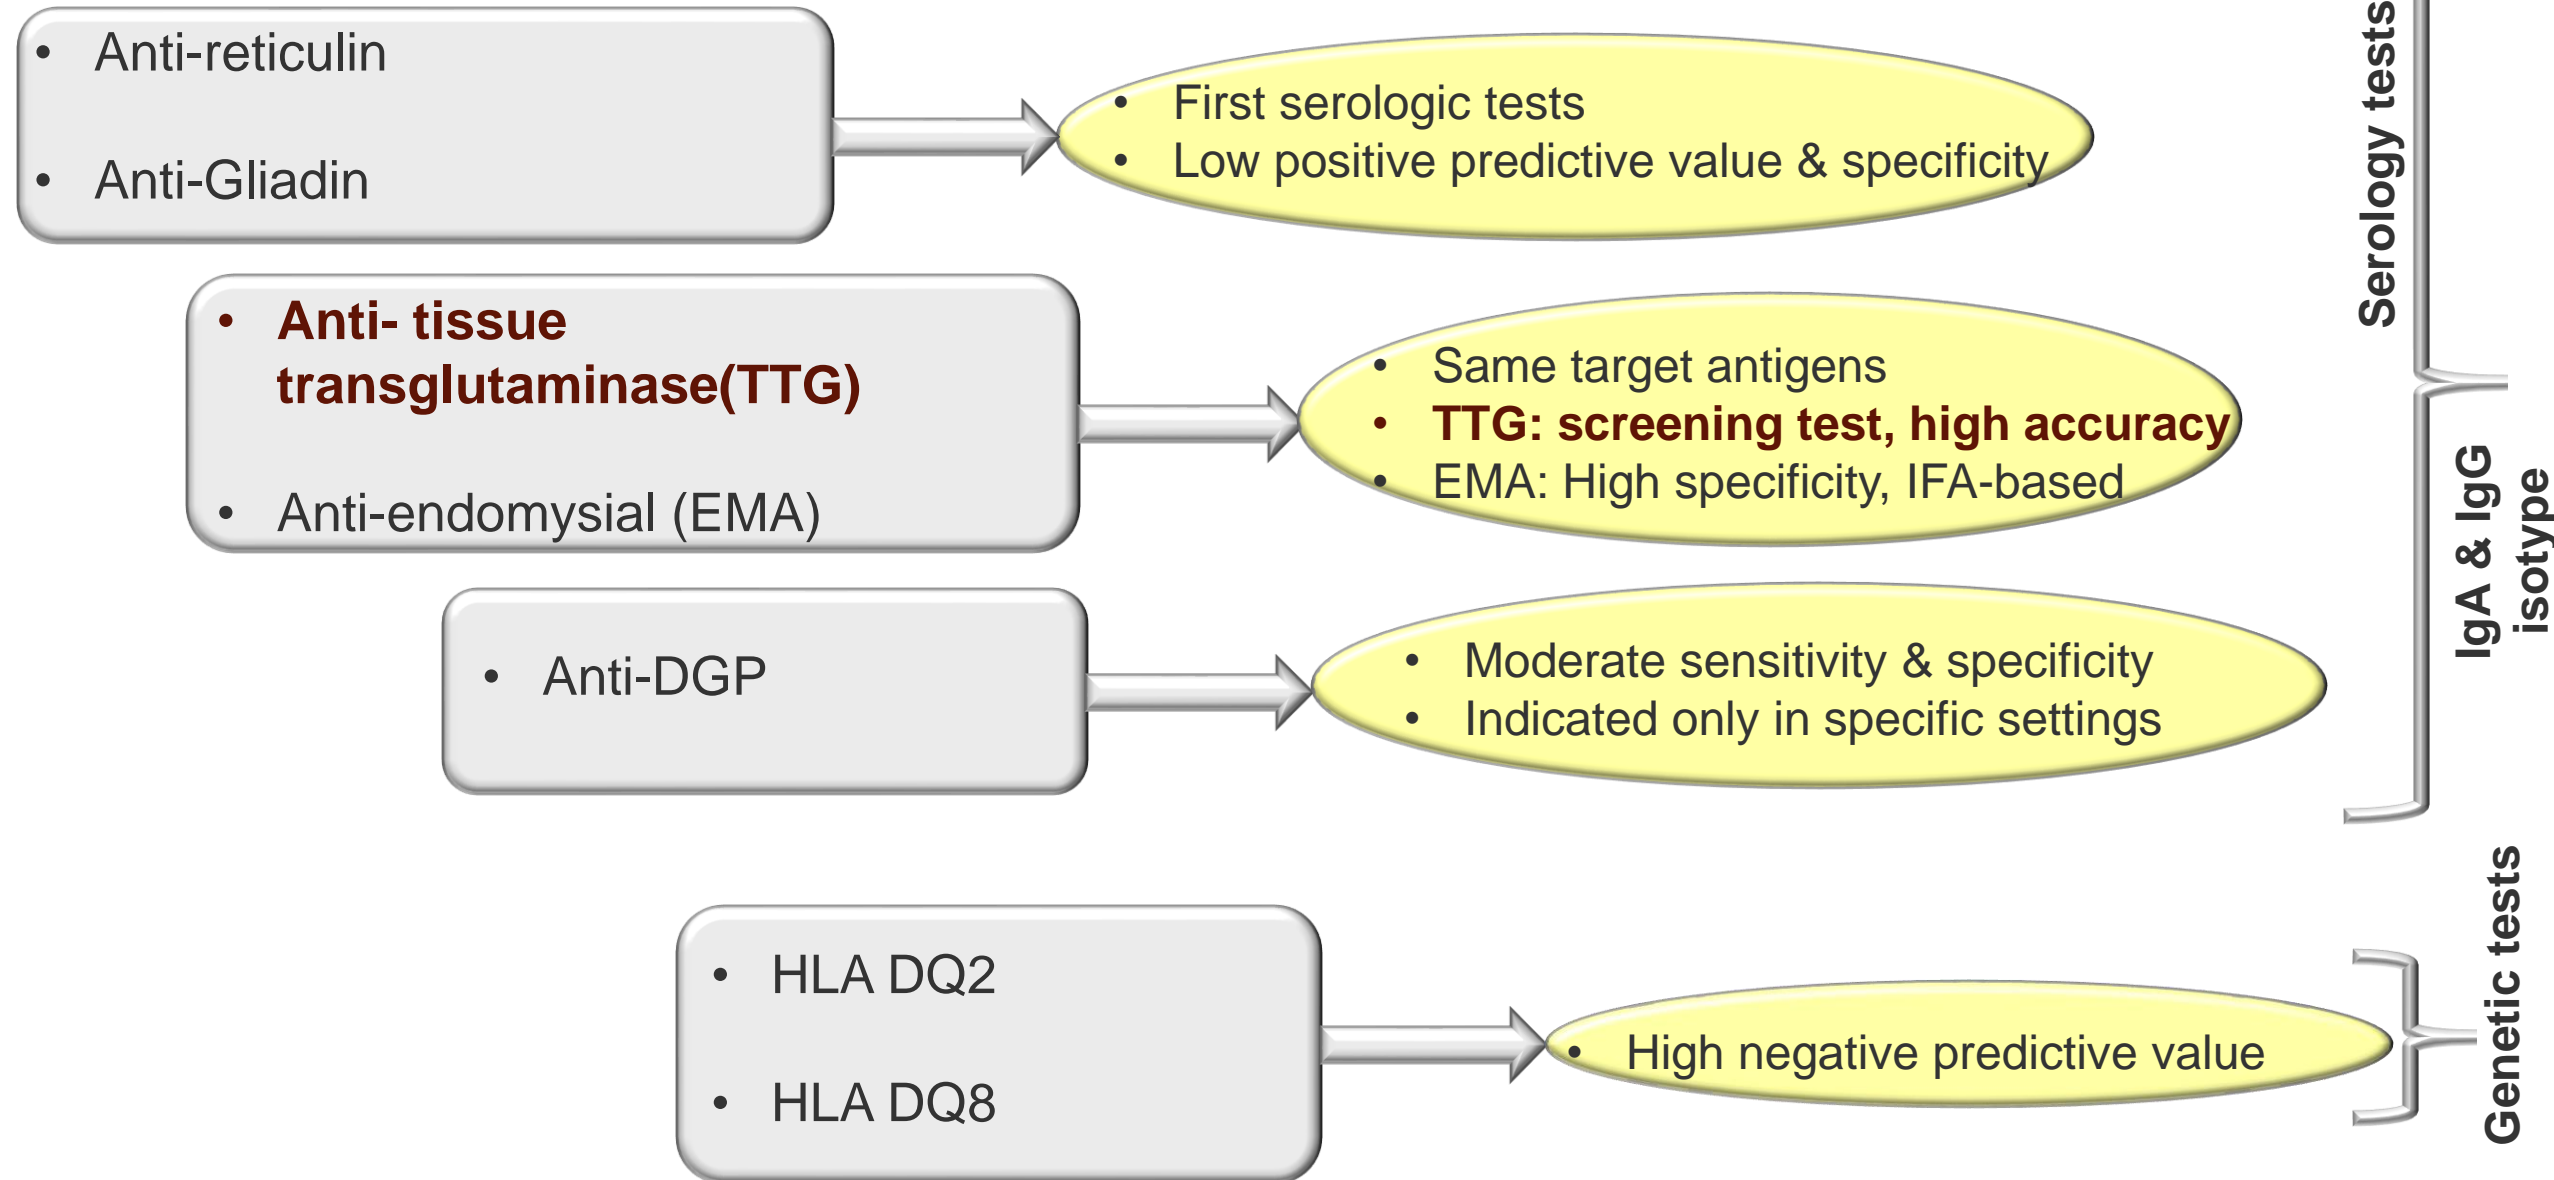 • Anti-reticulin
• Anti-Gliadin
• First serologic tests
• Low positive predictive value & specificity
• Anti- tissue
transglutaminase(TTG)
• Anti-endomysial (EMA)
• Same target antigens
• TTG: screening test, high accuracy
• EMA: High specificity, IFA-based
• Anti-DGP
• Moderate sensitivity & specificity
• Indicated only in specific settings
• HLA DQ2
• HLA DQ8
• High negative predictive value
Serology tests
IgA & IgG
isotype
Genetic tests